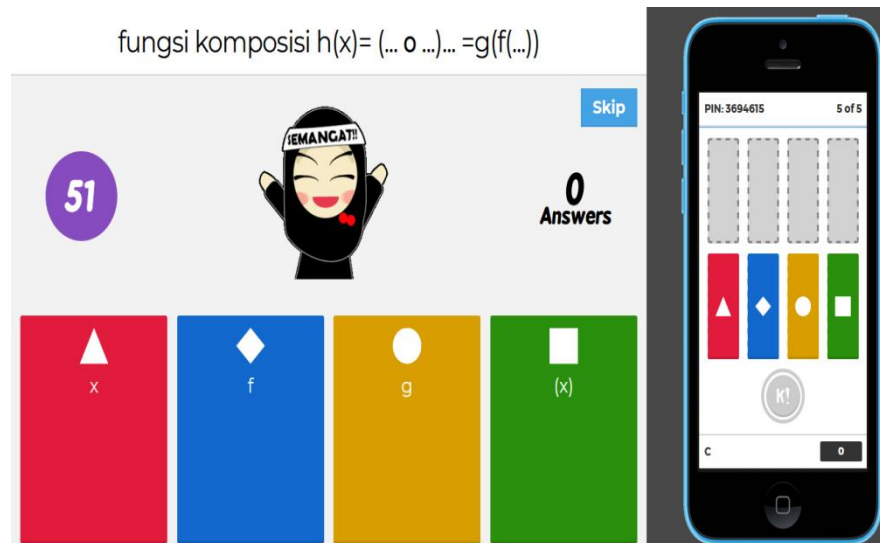 fungsi komposisi h(x)= (... o ...)... =g(f(...))
Skip
SEMANGAT!!
51
0
Answers
x
f
g
(x)
PIN: 3694615 5 of 5
K!
C 0